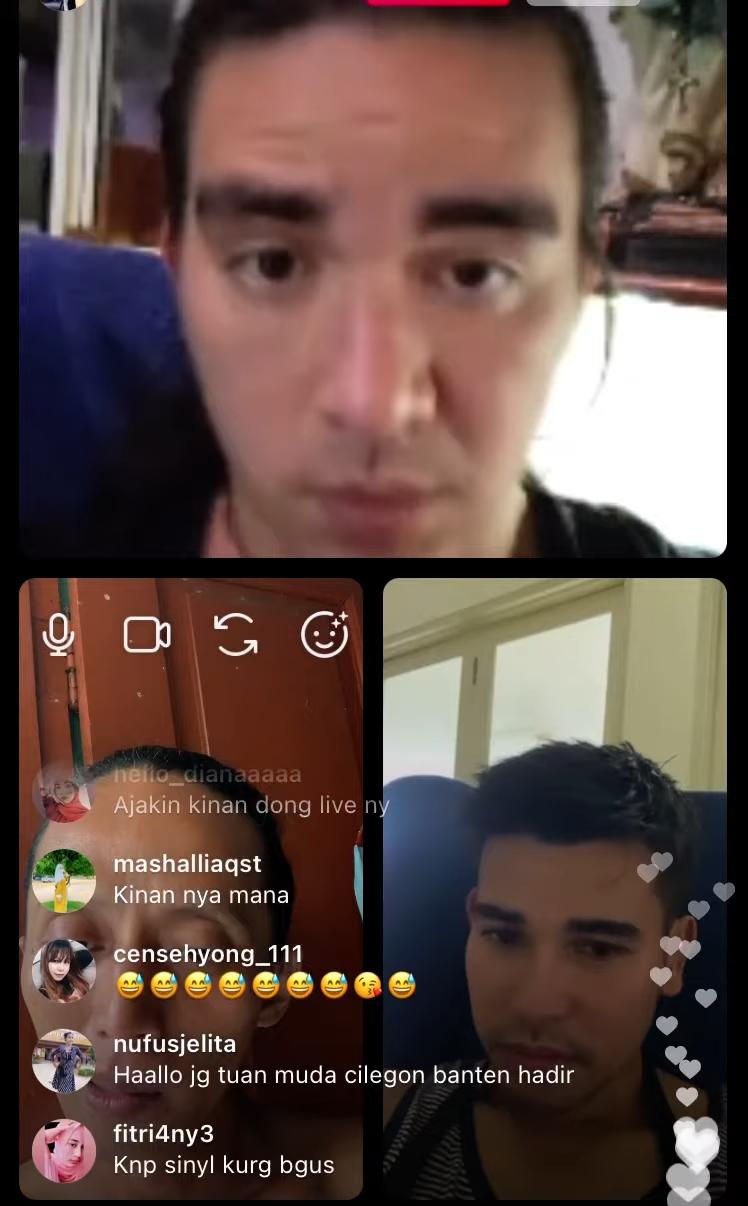 hello_dianaaaaa
Ajakin kinan dong live ny
mashalliaqst
Kinan nya mana
censehyong_111
😅😅😅😅😅😅😅😘😅
nufusjelita
Haallo jg tuan muda cilegon banten hadir
fitri4ny3
Knp sinyl kurg bgus